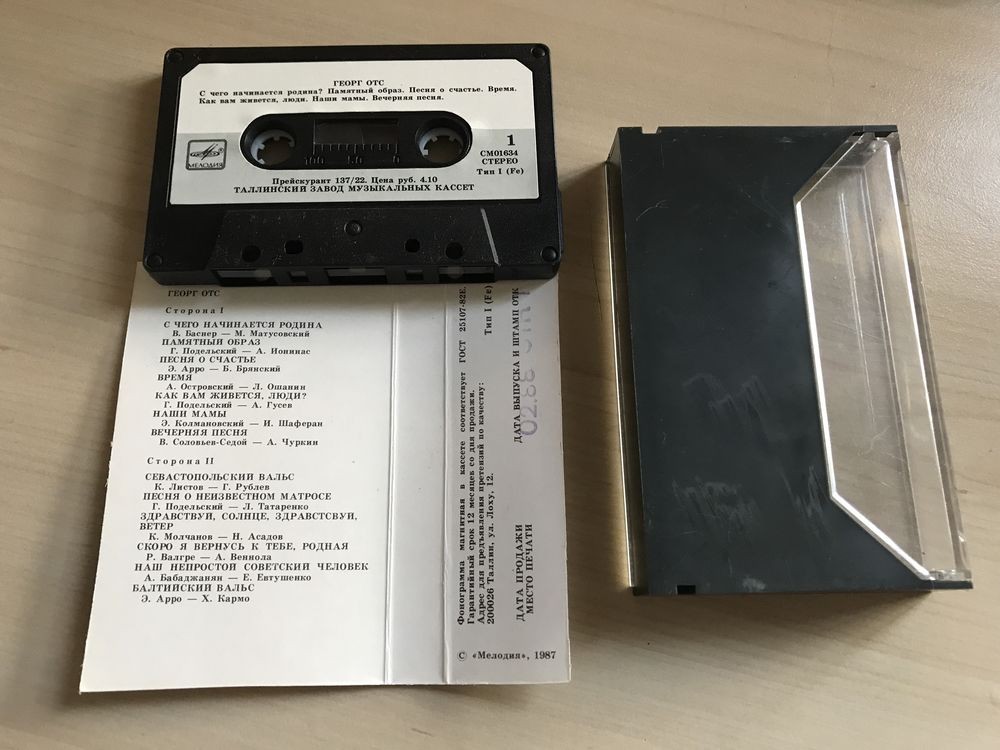 ГЕОРГ ОТС
С чего начинается родина? Памятный образ. Песня о счастье. Время.
Как вам живется, люди. Наши мамы. Вечерняя песня.
МЕЛОДИЯ
100 50 0
1
СМ01634
СТЕРЕО
Тип I (Fe)
Прейскурант 137/22. Цена руб. 4.10
ТАЛЛИНСКИЙ ЗАВОД МУЗЫКАЛЬНЫХ КАССЕТ
ГЕОРГ ОТС
Сторона I
С ЧЕГО НАЧИНАЕТСЯ РОДИНА
В. Баснер — М. Матусовский
ПАМЯТНЫЙ ОБРАЗ
Г. Подельский — А. Ионинас
ПЕСНЯ О СЧАСТЬЕ
Э. Арро — Б. Брянский
ВРЕМЯ
А. Островский — Л. Ошанин
КАК ВАМ ЖИВЕТСЯ, ЛЮДИ?
Г. Подельский — А. Гусев
НАШИ МАМЫ
Э. Колмановский — И. Шаферан
ВЕЧЕРНЯЯ ПЕСНЯ
В. Соловьев-Седой — А. Чуркин
Сторона II
СЕВАСТОПОЛЬСКИЙ ВАЛЬС
К. Листов — Г. Рублев
ПЕСНЯ О НЕИЗВЕСТНОМ МАТРОСЕ
Г. Подельский — Л. Татаренко
ЗДРАВСТВУЙ, СОЛНЦЕ, ЗДРАВСТСВУЙ,
ВЕТЕР
К. Молчанов — Н. Асадов
СКОРО Я ВЕРНУСЬ К ТЕБЕ, РОДНАЯ
Р. Валгре — А. Веннола
НАШ НЕПРОСТОЙ СОВЕТСКИЙ ЧЕЛОВЕК
А. Бабаджанян — Е. Евтушенко
БАЛТИЙСКИЙ ВАЛЬС
Э. Арро — Х. Кармо
Фонограмма магнитная в кассете соответствует ГОСТ 25107-82Е.
Гарантийный срок 12 месяцев со дня продажи.
Адрес для предъявления претензий по качеству:
200026 Таллин, ул. Лоху, 12.
Тип I (Fe)
ДАТА ВЫПУСКА И ШТАМП ОТК
02.88
ДАТА ПРОДАЖИ
МЕСТО ПЕЧАТИ
© «Мелодия», 1987